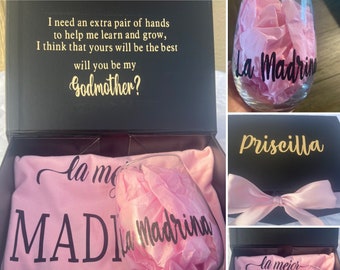 I need an extra pair of hands
to help me learn and grow,
I think that yours will be the best
will you be my
Godmother?
La Madrina
Priscilla
la mejor
MADRI
La Madrina
la mejor